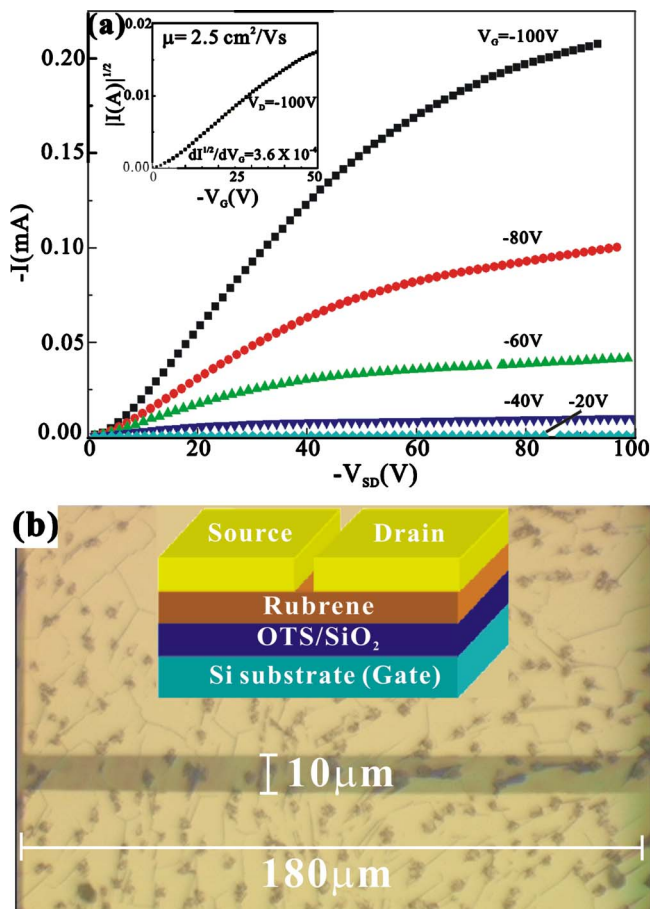 (a)
μ= 2.5 cm²/Vs
V_G=-100V
0.20
0.15
0.10
0.05
0.00
-I(mA)
0.02
0.01
0.00
|I(A)|^1/2
V_D=-100V
dI^1/2/dV_G=3.6 X 10^-4
0
25
50
-V_G(V)
-80V
-60V
-40V
-20V
0
20
40
60
80
100
-V_SD(V)
(b)
Source
Drain
Rubrene
OTS/SiO₂
Si substrate (Gate)
10μm
180μm